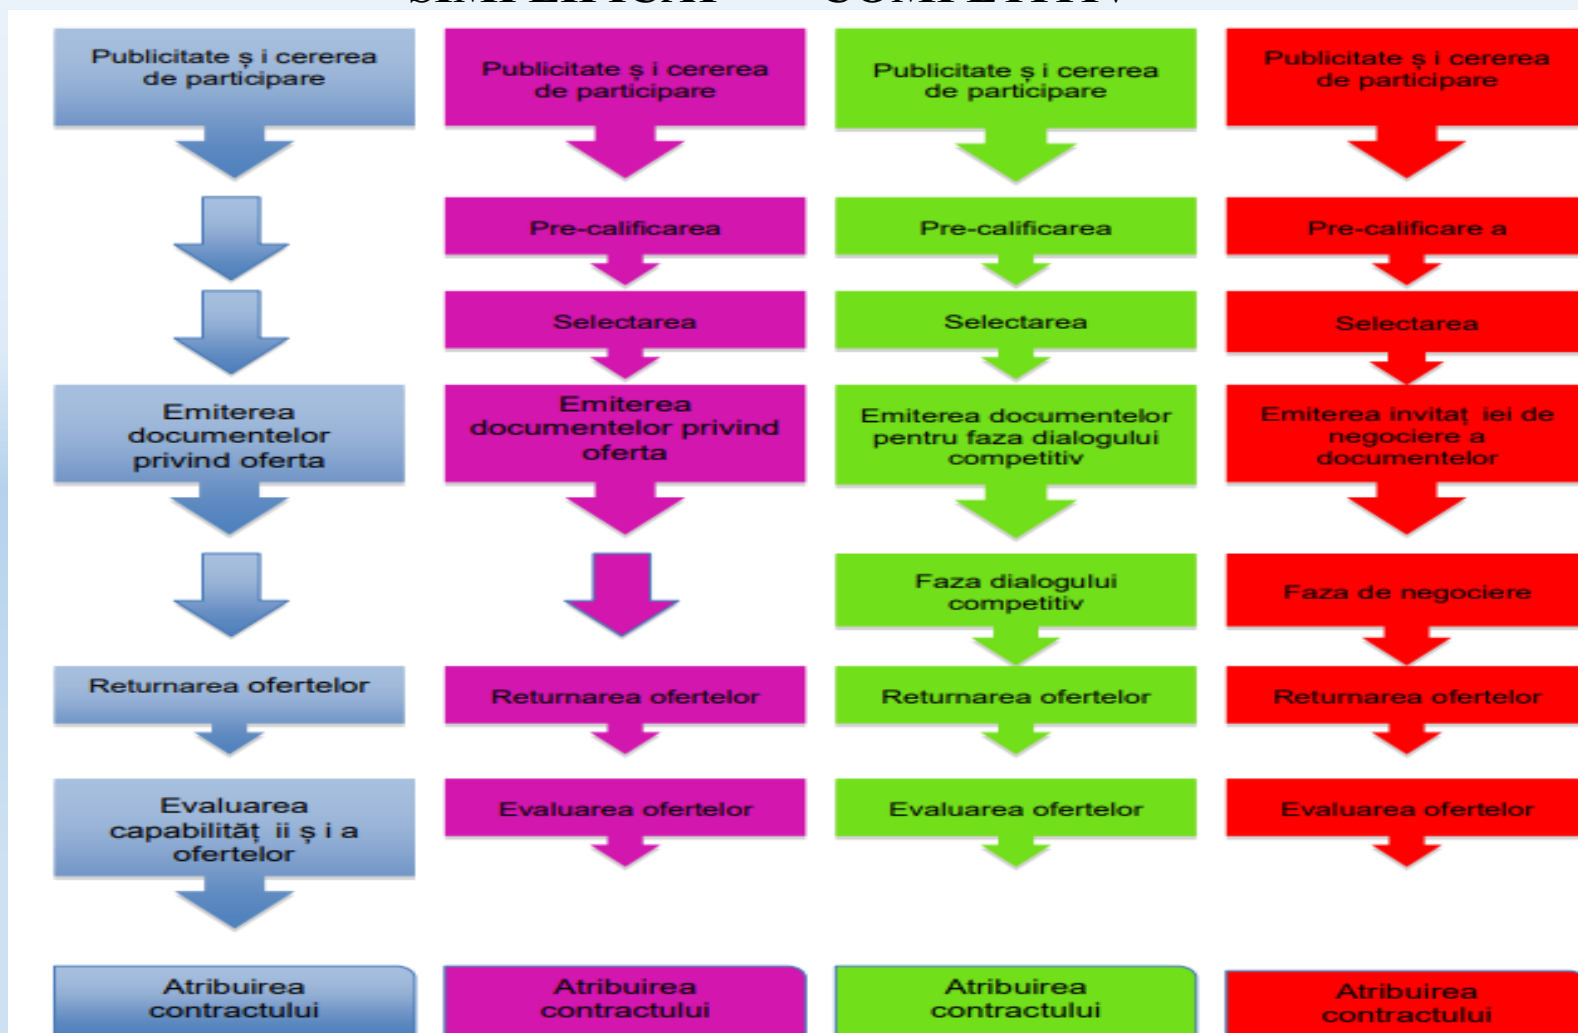 Publicitate ș i cererea
de participare
Emiterea
documentelor
privind oferta
Returnarea ofertelor
Evaluarea
capabilităț ii ș i a
ofertelor
Atribuirea
contractului
Publicitate ș i cererea
de participare
Pre-calificarea
Selectarea
Emiterea
documentelor privind
oferta
Returnarea ofertelor
Evaluarea ofertelor
Atribuirea
contractului
Publicitate ș i cererea
de participare
Pre-calificarea
Selectarea
Emiterea documentelor
pentru faza dialogului
competitiv
Faza dialogului
competitiv
Returnarea ofertelor
Evaluarea ofertelor
Atribuirea
contractului
Publicitate ș i cererea
de participare
Pre-calificare a
Selectarea
Emiterea invitaț iei de
negociere a
documentelor
Faza de negociere
Returnarea ofertelor
Evaluarea ofertelor
Atribuirea
contractului